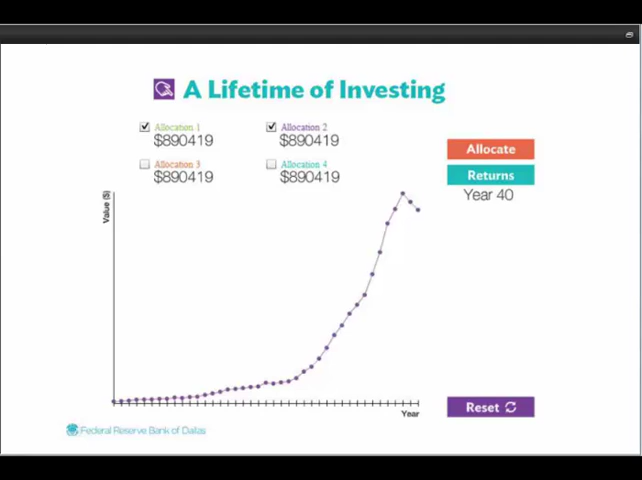 A Lifetime of Investing
Allocation 1
$890419
Allocation 2
$890419
Allocation 3
$890419
Allocation 4
$890419
Allocate
Returns
Year 40
Value ($)
Year
Reset
Federal Reserve Bank of Dallas